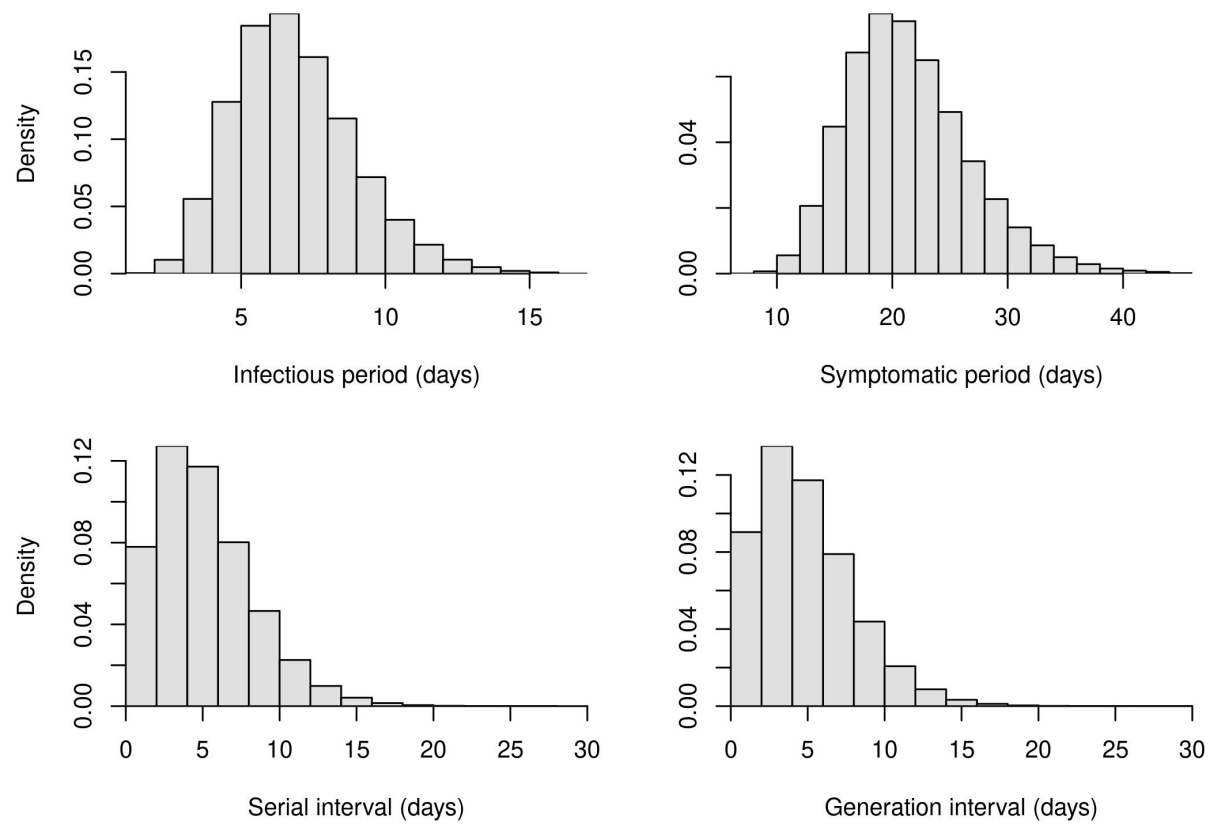 Density
0.00 0.05 0.10 0.15
5 10 15
Infectious period (days)
0.00 0.04
10 20 30 40
Symptomatic period (days)
Density
0.00 0.04 0.08 0.12
0 5 10 15 20 25 30
Serial interval (days)
0.00 0.04 0.08 0.12
0 5 10 15 20 25 30
Generation interval (days)